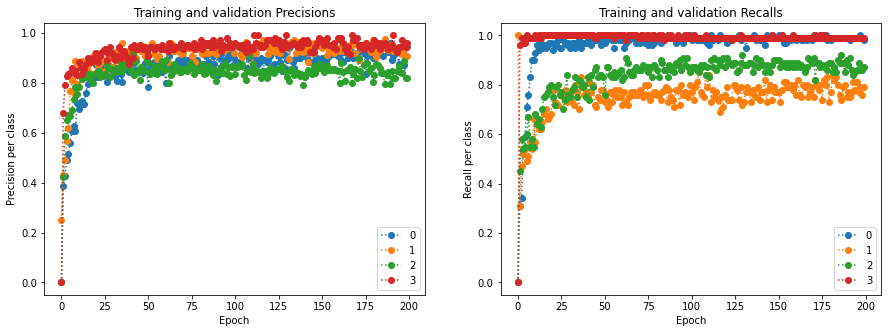 Training and validation Precisions
Precision per class
1.0
0.8
0.6
0.4
0.2
0.0
0 25 50 75 100 125 150 175 200
Epoch
0
1
2
3
Training and validation Recalls
Recall per class
1.0
0.8
0.6
0.4
0.2
0.0
0 25 50 75 100 125 150 175 200
Epoch
0
1
2
3